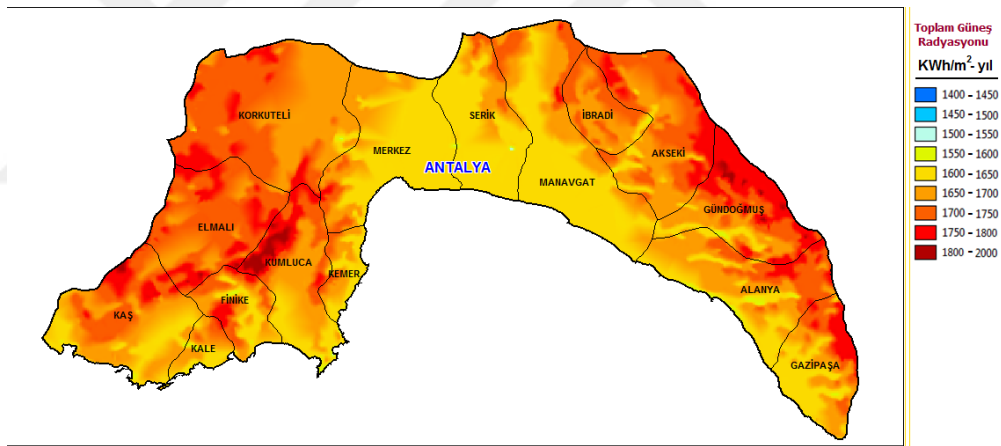 KORKUTELİ
SERİK
İBRADİ
MERKEZ
AKSEKİ
ANTALYA
MANAVGAT
GÜNDOĞMUŞ
ELMALI
KUMLUCA
KEMER
ALANYA
FİNİKE
KAŞ
KALE
GAZİPAŞA
Toplam Güneş
Radyasyonu
KWh/m²- yıl
1400 - 1450
1450 - 1500
1500 - 1550
1550 - 1600
1600 - 1650
1650 - 1700
1700 - 1750
1750 - 1800
1800 - 2000